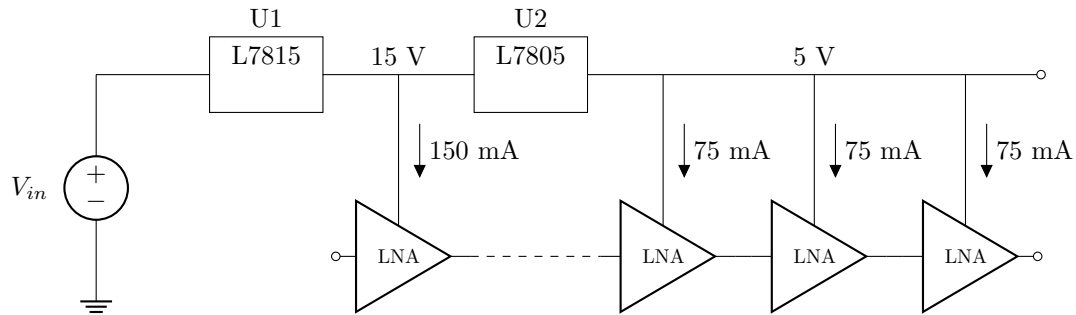 U1
U2
L7815
15 V
L7805
5 V
150 mA
75 mA
75 mA
75 mA
V_in
+
−
LNA
LNA
LNA
LNA